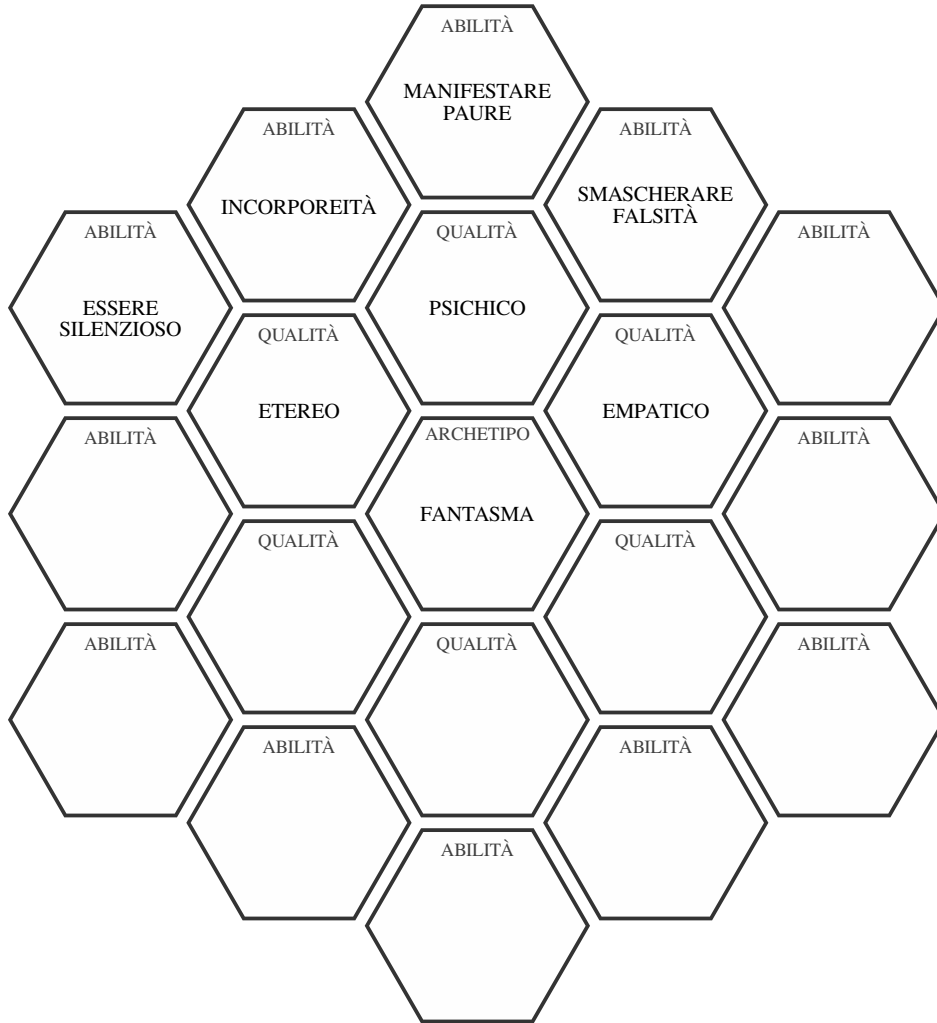 ABILITÀ
MANIFESTARE
PAURE
ABILITÀ
INCORPOREITÀ
ABILITÀ
SMASCHERARE
FALSITÀ
ABILITÀ
ESSERE
SILENZIOSO
QUALITÀ
PSICHICO
ABILITÀ
QUALITÀ
ETEREO
QUALITÀ
EMPATICO
ABILITÀ
ARCHETIPO
FANTASMA
ABILITÀ
QUALITÀ
QUALITÀ
ABILITÀ
QUALITÀ
ABILITÀ
ABILITÀ
ABILITÀ
ABILITÀ